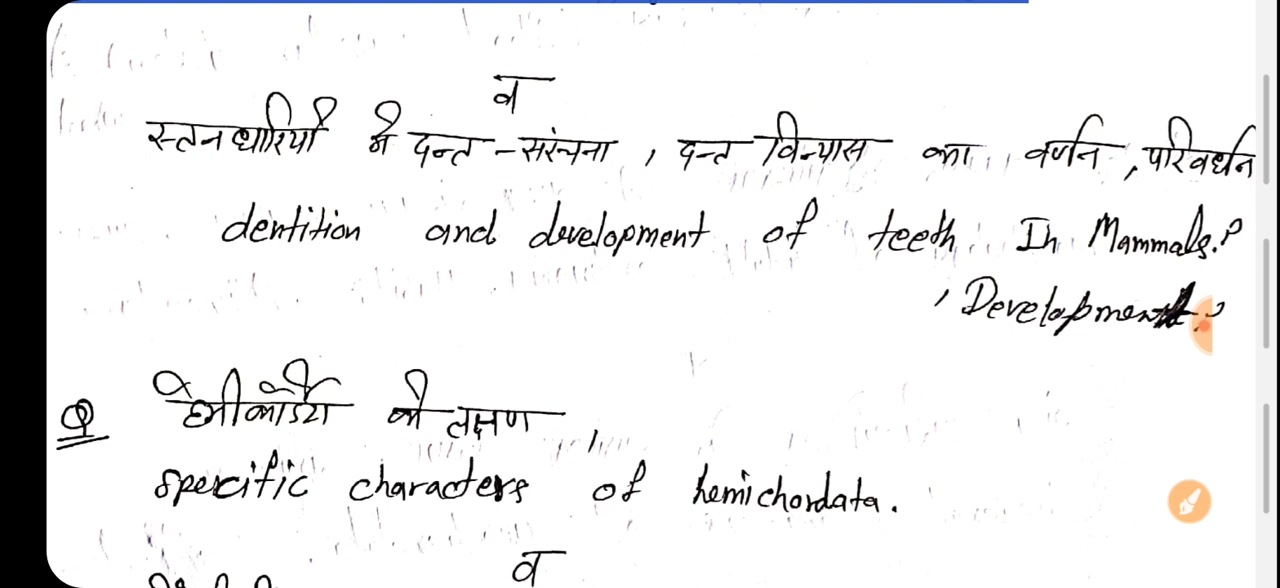 व
स्तनधारियों में दन्त-संरचना, दन्त विन्यास का वर्णन, परिवर्धन
dentition and development of teeth In Mammals.?
, Development?
Q हेमीकॉर्डेटा के लक्षण,
specific characters of hemichordata.
व